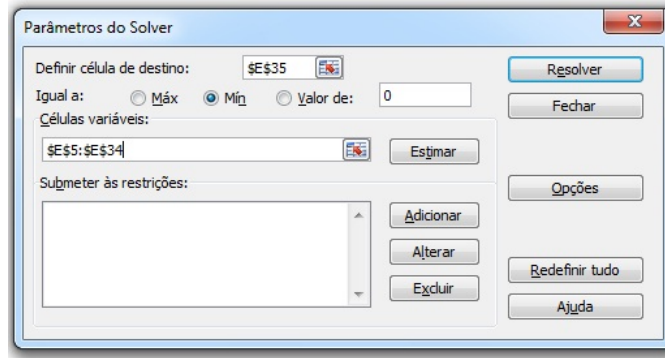 Parâmetros do Solver
Definir célula de destino: $E$35
Igual a: Máx Mín Valor de: 0
Células variáveis:
$E$5:$E$34
Estimar
Submeter às restrições:
Adicionar
Alterar
Excluir
Resolver
Fechar
Opções
Redefinir tudo
Ajuda